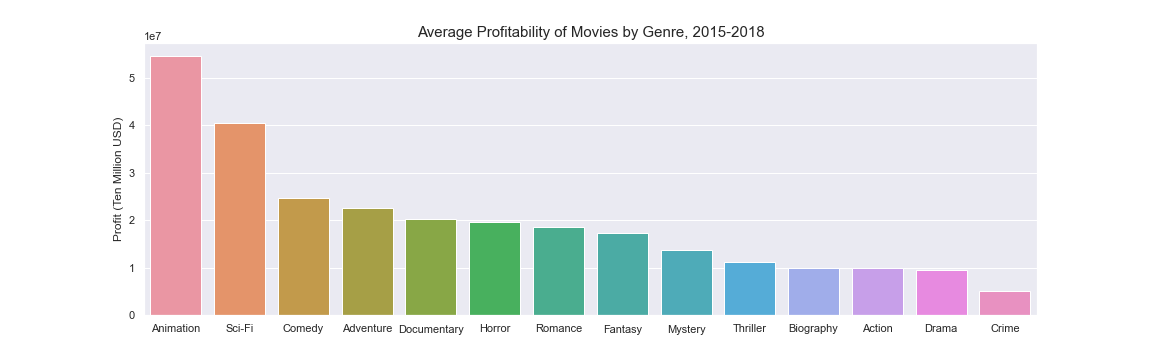 Average Profitability of Movies by Genre, 2015-2018
1e7
Profit (Ten Million USD)
5
4
3
2
1
0
Animation Sci-Fi Comedy Adventure Documentary Horror Romance Fantasy Mystery Thriller Biography Action Drama Crime